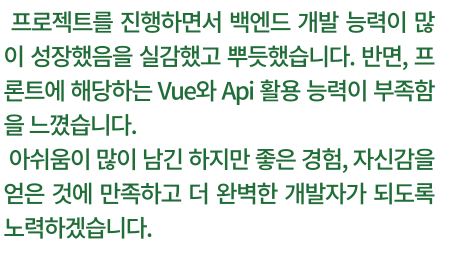 프로젝트를 진행하면서 백엔드 개발 능력이 많
이 성장했음을 실감했고 뿌듯했습니다. 반면, 프
론트에 해당하는 Vue와 Api 활용 능력이 부족함
을 느꼈습니다.
아쉬움이 많이 남긴 하지만 좋은 경험, 자신감을
얻은 것에 만족하고 더 완벽한 개발자가 되도록
노력하겠습니다.